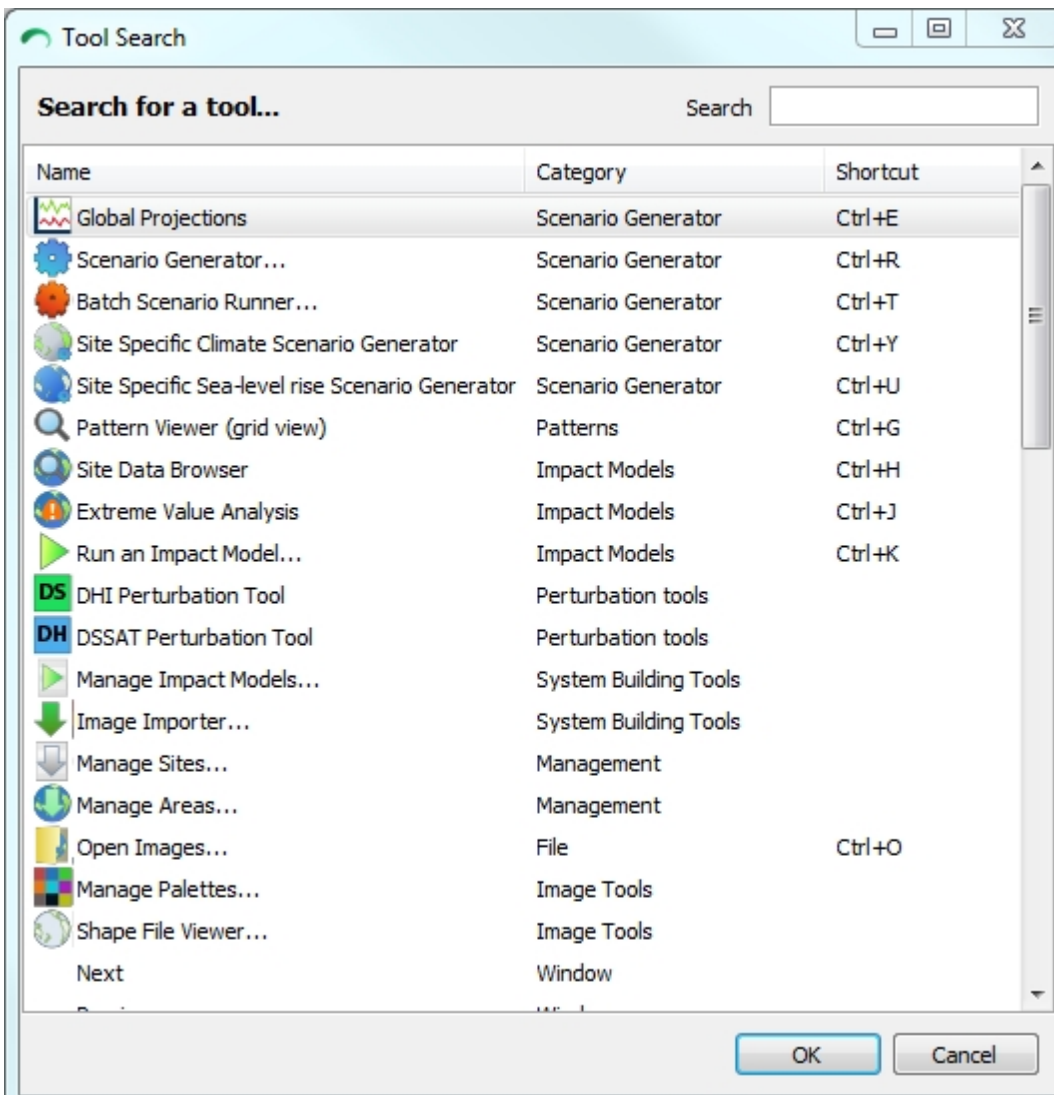 Tool Search
Search for a tool... Search
Name Category Shortcut
Global Projections Scenario Generator Ctrl+E
Scenario Generator... Scenario Generator Ctrl+R
Batch Scenario Runner... Scenario Generator Ctrl+T
Site Specific Climate Scenario Generator Scenario Generator Ctrl+Y
Site Specific Sea-level rise Scenario Generator Scenario Generator Ctrl+U
Pattern Viewer (grid view) Patterns Ctrl+G
Site Data Browser Impact Models Ctrl+H
Extreme Value Analysis Impact Models Ctrl+J
Run an Impact Model... Impact Models Ctrl+K
DS DHI Perturbation Tool Perturbation tools
DH DSSAT Perturbation Tool Perturbation tools
Manage Impact Models... System Building Tools
Image Importer... System Building Tools
Manage Sites... Management
Manage Areas... Management
Open Images... File Ctrl+O
Manage Palettes... Image Tools
Shape File Viewer... Image Tools
Next Window
OK Cancel